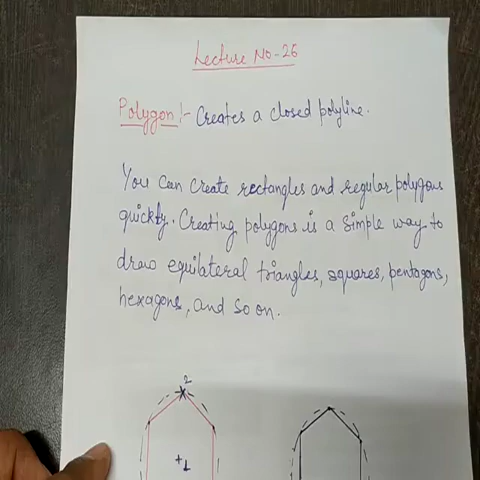 Lecture No-26
Polygon!- Creates a closed polyline.
You can create rectangles and regular polygons
quickly. Creating polygons is a simple way to
draw equilateral triangles, squares, pentagons,
hexagons, and so on.
2
+1